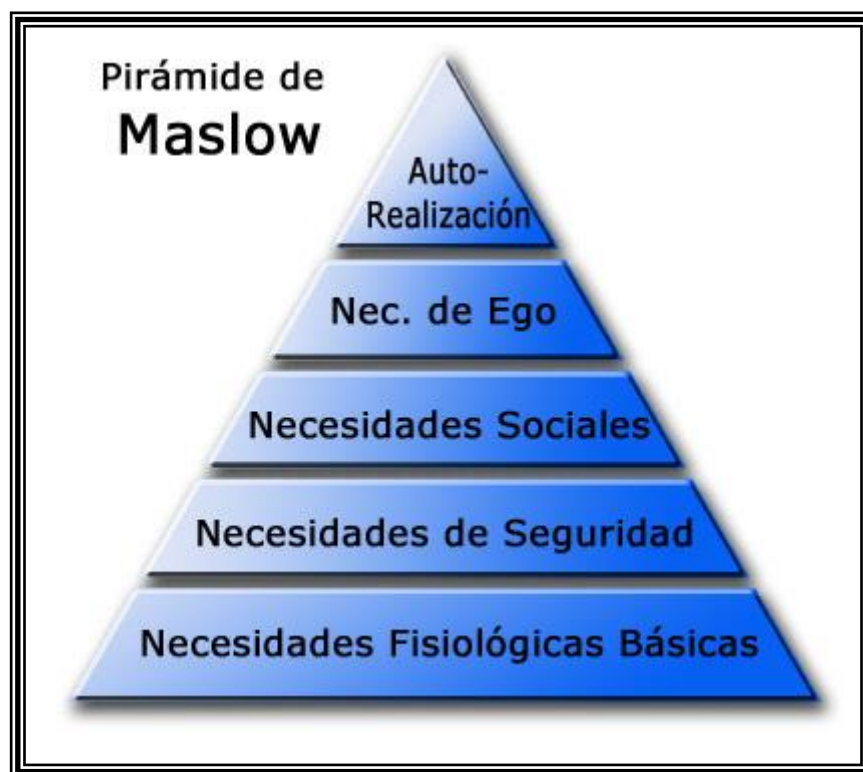 Pirámide de
Maslow
Auto-
Realización
Nec. de Ego
Necesidades Sociales
Necesidades de Seguridad
Necesidades Fisiológicas Básicas